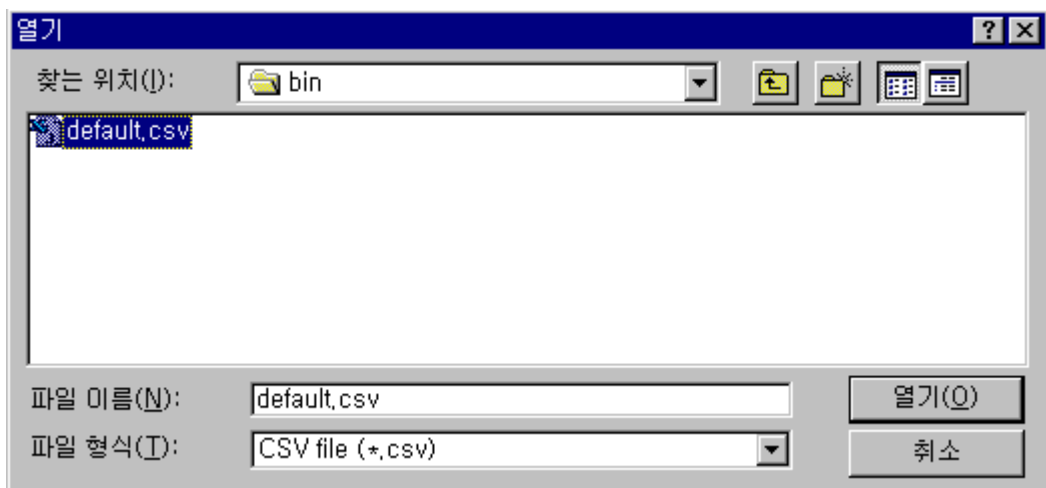 열기
찾는 위치(I): bin
default.csv
파일 이름(N): default.csv 열기(O)
파일 형식(T): CSV file (*.csv) 취소